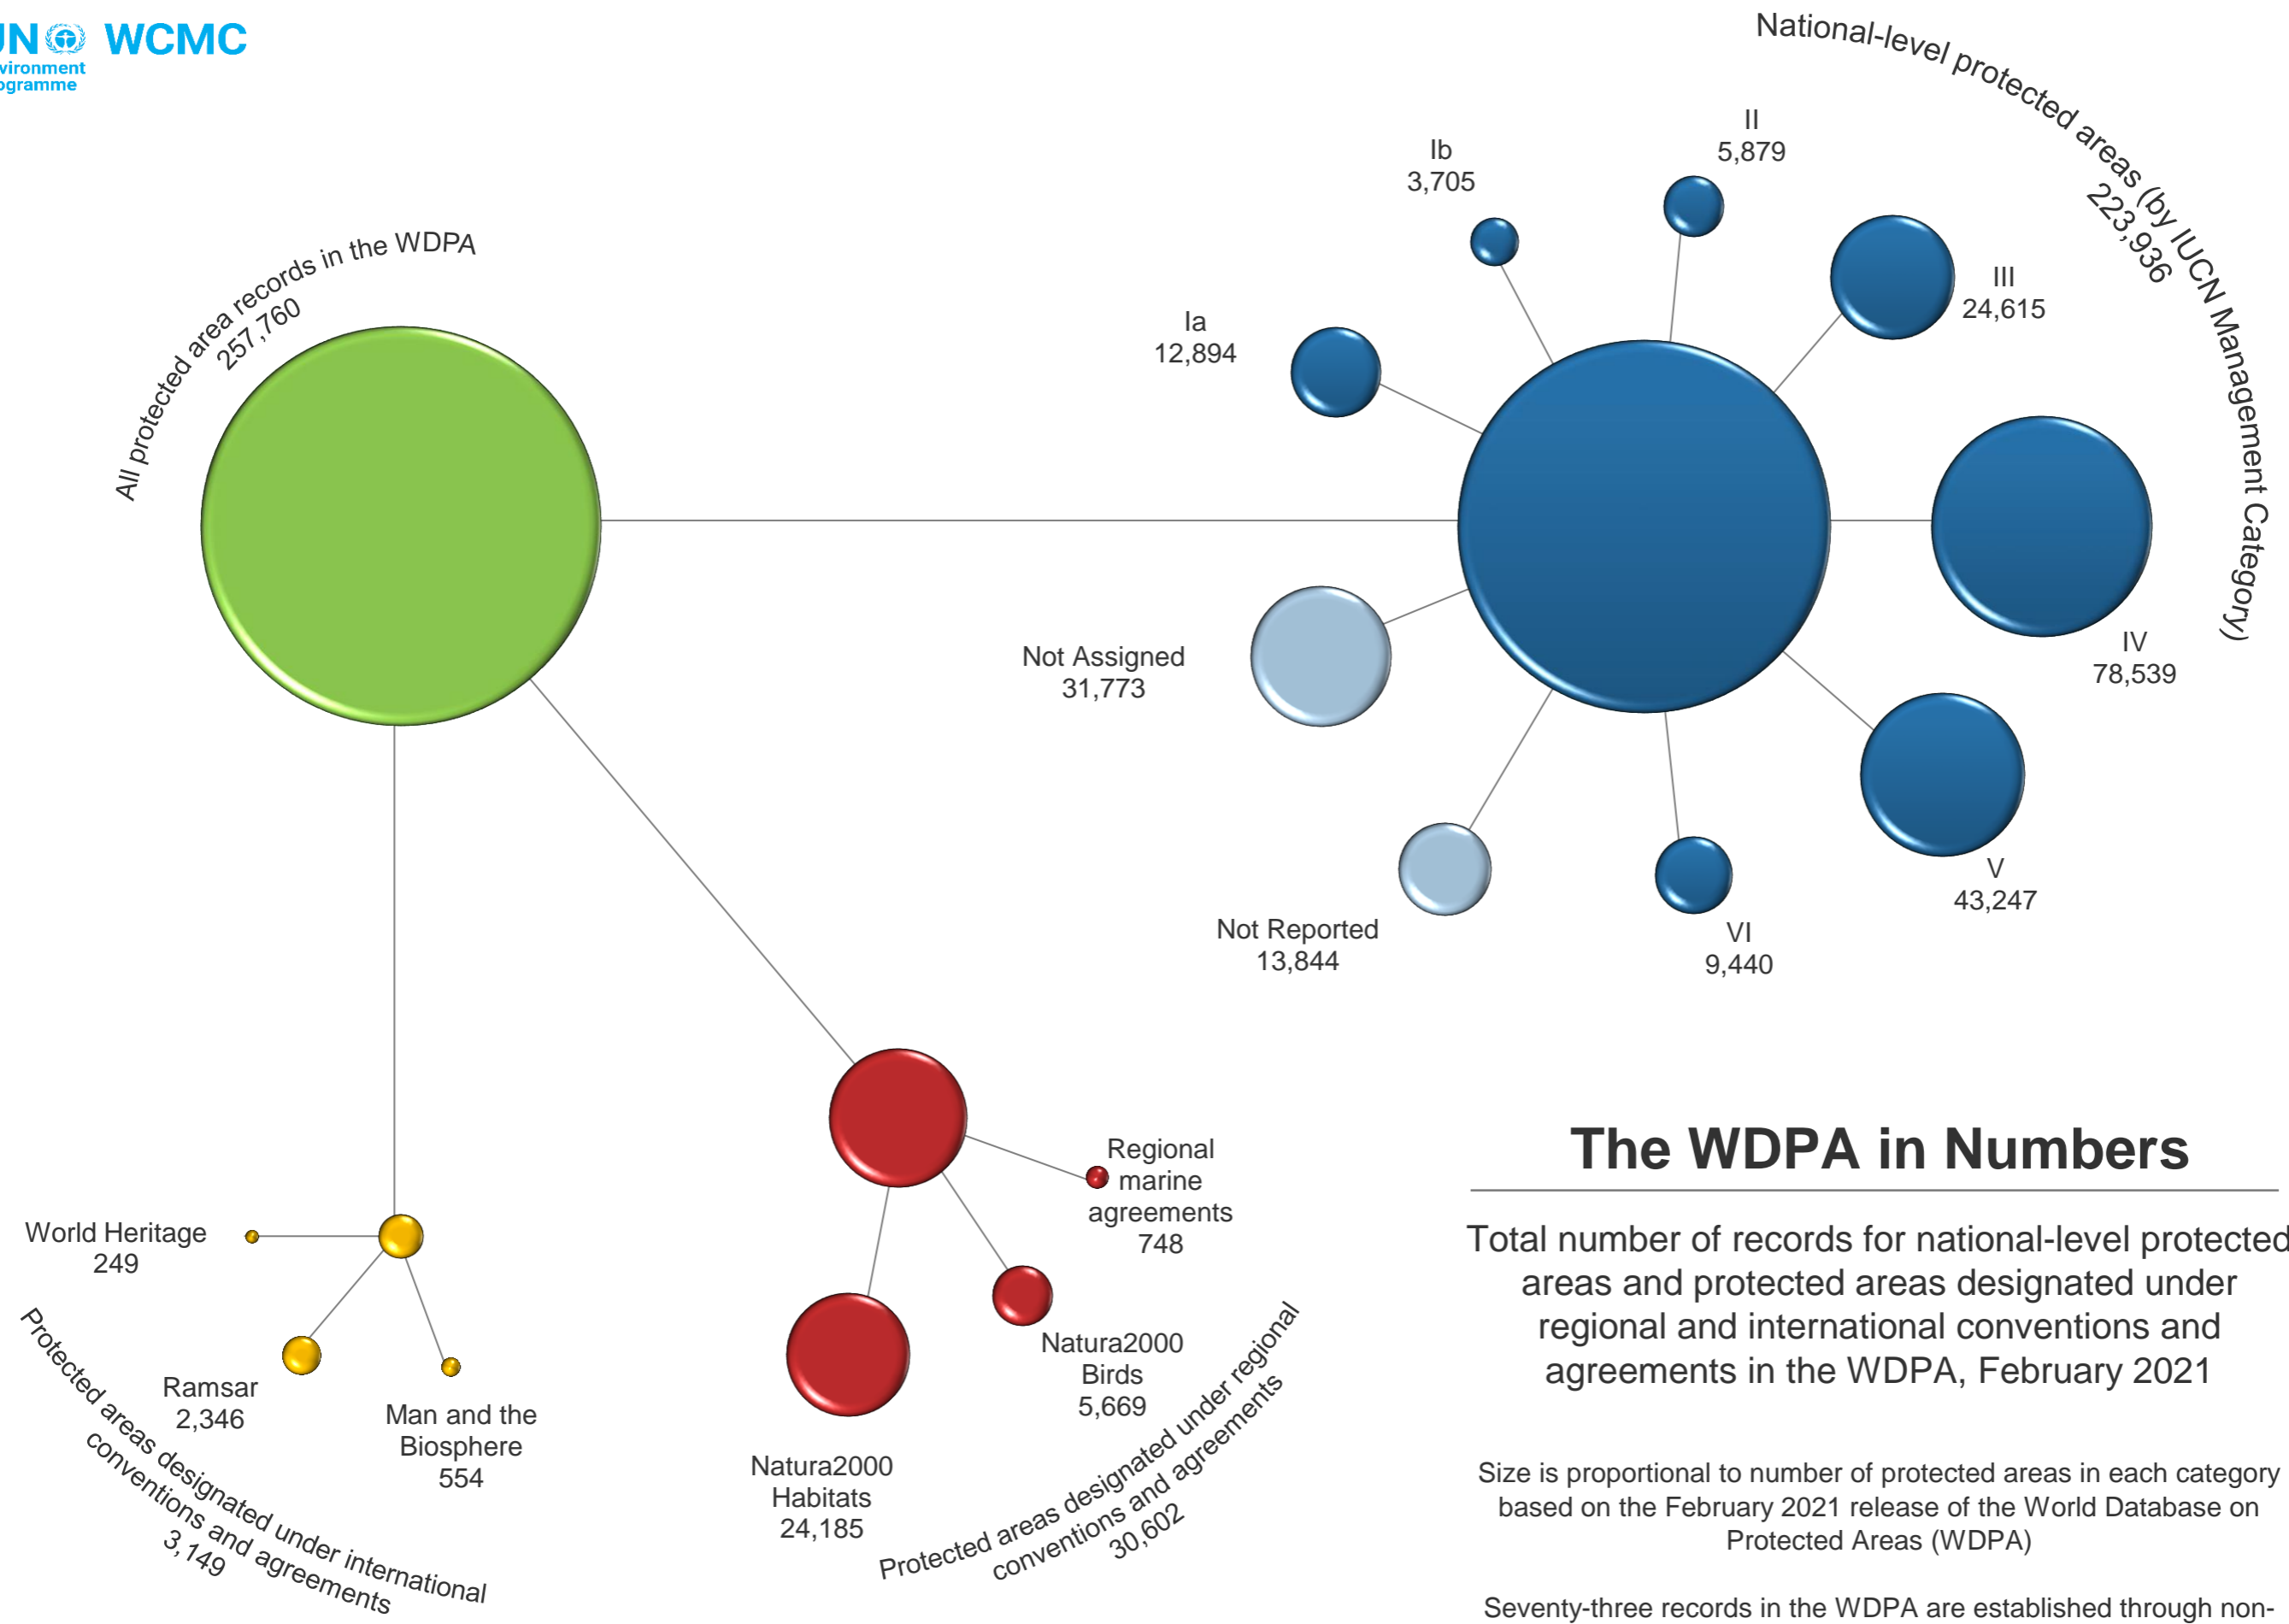 WCMC
All protected area records in the WDPA
257,760
National-level protected areas (by IUCN Management Category)
223,936
Ib
3,705
II
5,879
III
24,615
Ia
12,894
IV
78,539
Not Assigned
31,773
V
43,247
Not Reported
13,844
VI
9,440
World Heritage
249
Ramsar
2,346
Man and the
Biosphere
554
Protected areas designated under international
conventions and agreements
3,149
Regional
marine
agreements
748
Natura2000
Birds
5,669
Natura2000
Habitats
24,185
Protected areas designated under regional
conventions and agreements
30,602
The WDPA in Numbers
Total number of records for national-level protected
areas and protected areas designated under
regional and international conventions and
agreements in the WDPA, February 2021
Size is proportional to number of protected areas in each category
based on the February 2021 release of the World Database on
Protected Areas (WDPA)
Seventy-three records in the WDPA are established through non-